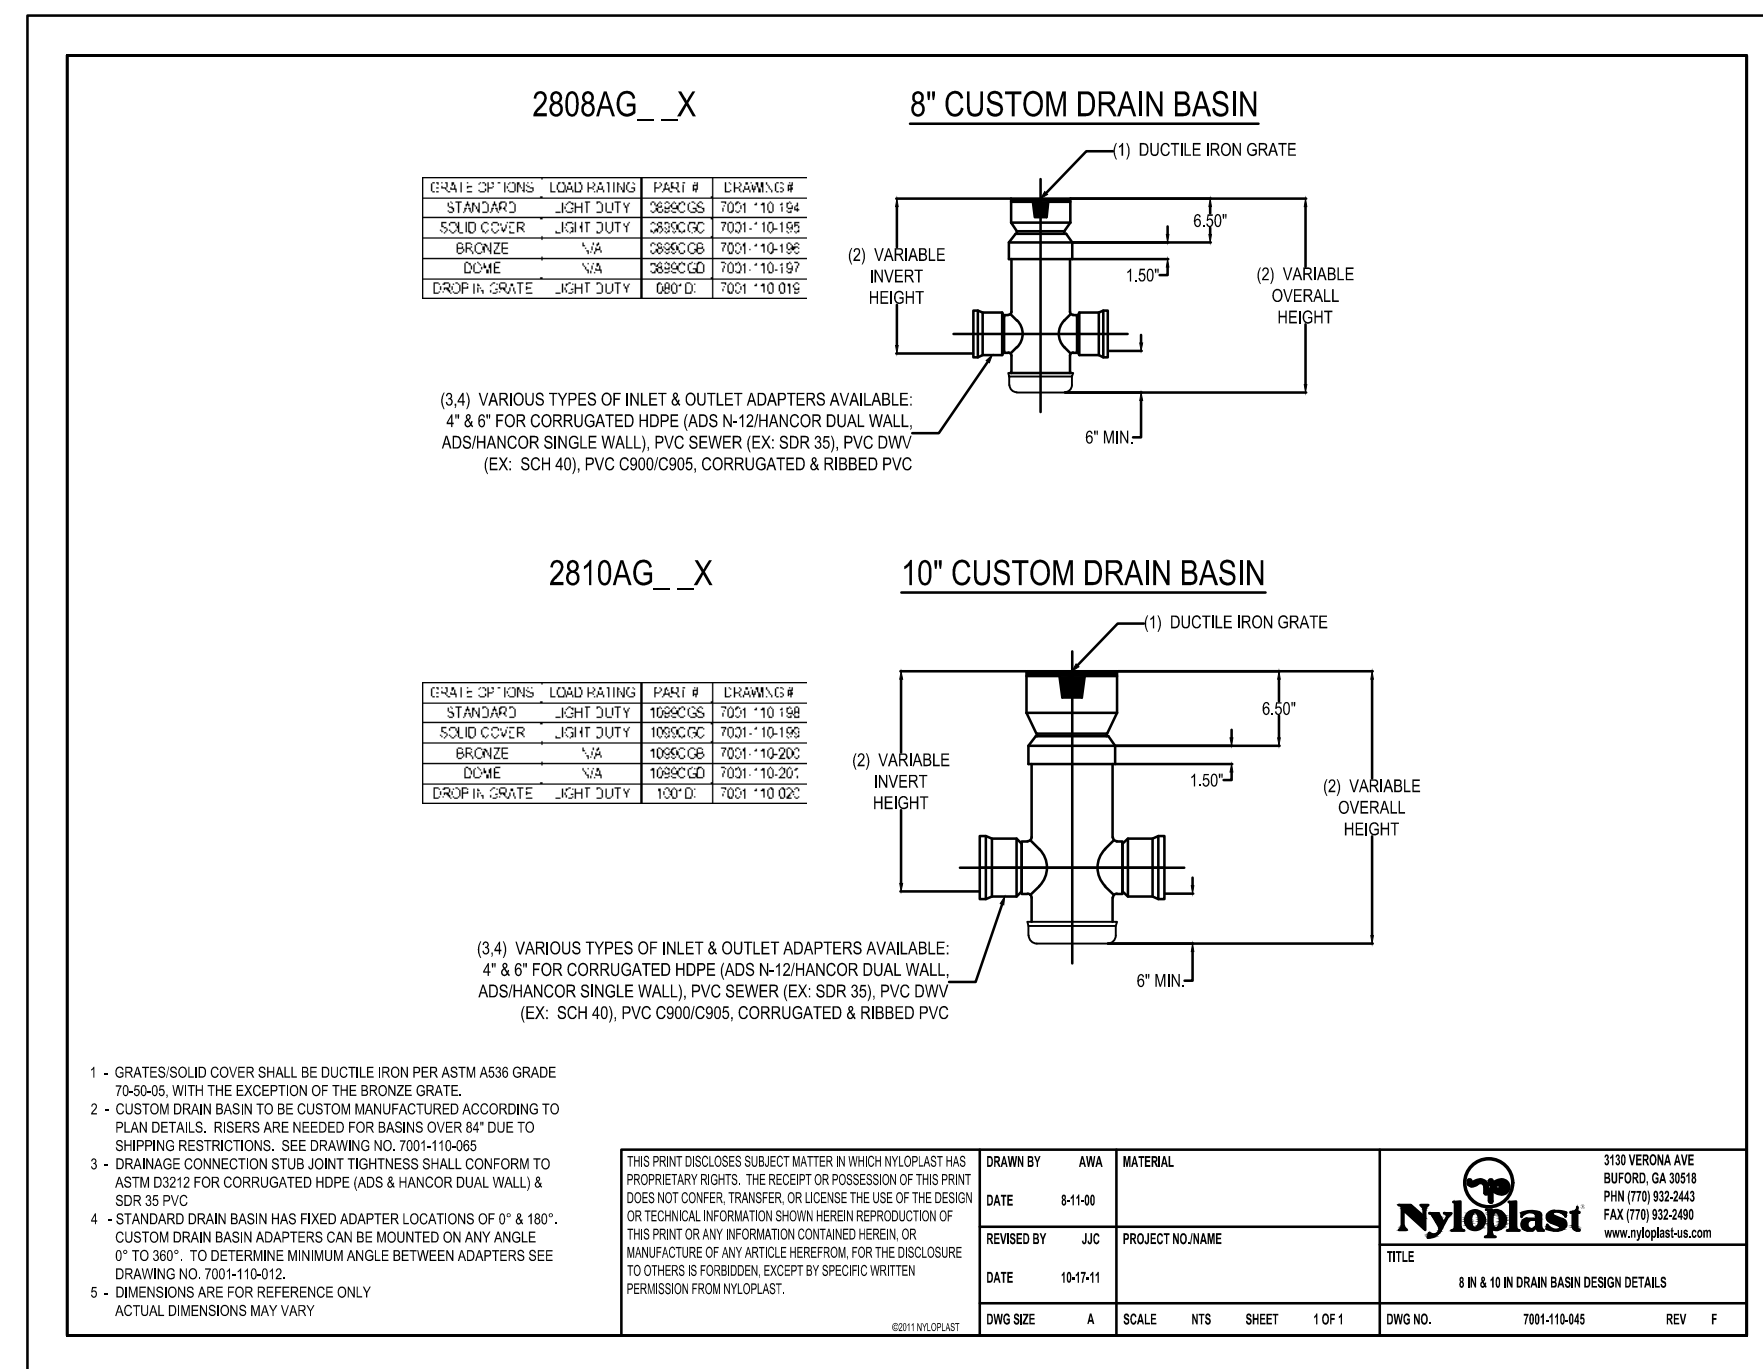 2808AG_ _X
8" CUSTOM DRAIN BASIN
(1) DUCTILE IRON GRATE
GRATE OPTIONS LOAD RATING PART # DRAWING #
STANDARD LIGHT DUTY 0899CGS 7001-110-194
SOLID COVER LIGHT DUTY 0899CGC 7001-110-195
BRONZE N/A 0899CGB 7001-110-196
DOME N/A 0899CGD 7001-110-197
DROP IN GRATE LIGHT DUTY 0801DI 7001-110-019
6.50"
1.50"
(2) VARIABLE
INVERT
HEIGHT
(2) VARIABLE
OVERALL
HEIGHT
(3,4) VARIOUS TYPES OF INLET & OUTLET ADAPTERS AVAILABLE:
4" & 6" FOR CORRUGATED HDPE (ADS N-12/HANCOR DUAL WALL,
ADS/HANCOR SINGLE WALL), PVC SEWER (EX: SDR 35), PVC DWV
(EX: SCH 40), PVC C900/C905, CORRUGATED & RIBBED PVC
6" MIN.
2810AG_ _X
10" CUSTOM DRAIN BASIN
(1) DUCTILE IRON GRATE
GRATE OPTIONS LOAD RATING PART # DRAWING #
STANDARD LIGHT DUTY 1099CGS 7001-110-198
SOLID COVER LIGHT DUTY 1099CGC 7001-110-199
BRONZE N/A 1099CGB 7001-110-200
DOME N/A 1099CGD 7001-110-201
DROP IN GRATE LIGHT DUTY 1001DI 7001-110-020
6.50"
1.50"
(2) VARIABLE
INVERT
HEIGHT
(2) VARIABLE
OVERALL
HEIGHT
(3,4) VARIOUS TYPES OF INLET & OUTLET ADAPTERS AVAILABLE:
4" & 6" FOR CORRUGATED HDPE (ADS N-12/HANCOR DUAL WALL,
ADS/HANCOR SINGLE WALL), PVC SEWER (EX: SDR 35), PVC DWV
(EX: SCH 40), PVC C900/C905, CORRUGATED & RIBBED PVC
6" MIN.
1 - GRATES/SOLID COVER SHALL BE DUCTILE IRON PER ASTM A536 GRADE
70-50-05, WITH THE EXCEPTION OF THE BRONZE GRATE.
2 - CUSTOM DRAIN BASIN TO BE CUSTOM MANUFACTURED ACCORDING TO
PLAN DETAILS. RISERS ARE NEEDED FOR BASINS OVER 84" DUE TO
SHIPPING RESTRICTIONS. SEE DRAWING NO. 7001-110-065
3 - DRAINAGE CONNECTION STUB JOINT TIGHTNESS SHALL CONFORM TO
ASTM D3212 FOR CORRUGATED HDPE (ADS & HANCOR DUAL WALL) &
SDR 35 PVC
4 - STANDARD DRAIN BASIN HAS FIXED ADAPTER LOCATIONS OF 0° & 180°.
CUSTOM DRAIN BASIN ADAPTERS CAN BE MOUNTED ON ANY ANGLE
0° TO 360°. TO DETERMINE MINIMUM ANGLE BETWEEN ADAPTERS SEE
DRAWING NO. 7001-110-012.
5 - DIMENSIONS ARE FOR REFERENCE ONLY
ACTUAL DIMENSIONS MAY VARY
THIS PRINT DISCLOSES SUBJECT MATTER IN WHICH NYLOPLAST HAS
PROPRIETARY RIGHTS. THE RECEIPT OR POSSESSION OF THIS PRINT
DOES NOT CONFER, TRANSFER, OR LICENSE THE USE OF THE DESIGN
OR TECHNICAL INFORMATION SHOWN HEREIN REPRODUCTION OF
THIS PRINT OR ANY INFORMATION CONTAINED HEREIN, OR
MANUFACTURE OF ANY ARTICLE HEREFROM, FOR THE DISCLOSURE
TO OTHERS IS FORBIDDEN, EXCEPT BY SPECIFIC WRITTEN
PERMISSION FROM NYLOPLAST.
©2011 NYLOPLAST
DRAWN BY AWA
DATE 8-11-00
REVISED BY JJC
DATE 10-17-11
DWG SIZE A
MATERIAL
PROJECT NO./NAME
SCALE NTS SHEET 1 OF 1
Nyloplast
3130 VERONA AVE
BUFORD, GA 30518
PHN (770) 932-2443
FAX (770) 932-2490
www.nyloplast-us.com
TITLE
8 IN & 10 IN DRAIN BASIN DESIGN DETAILS
DWG NO. 7001-110-045 REV F